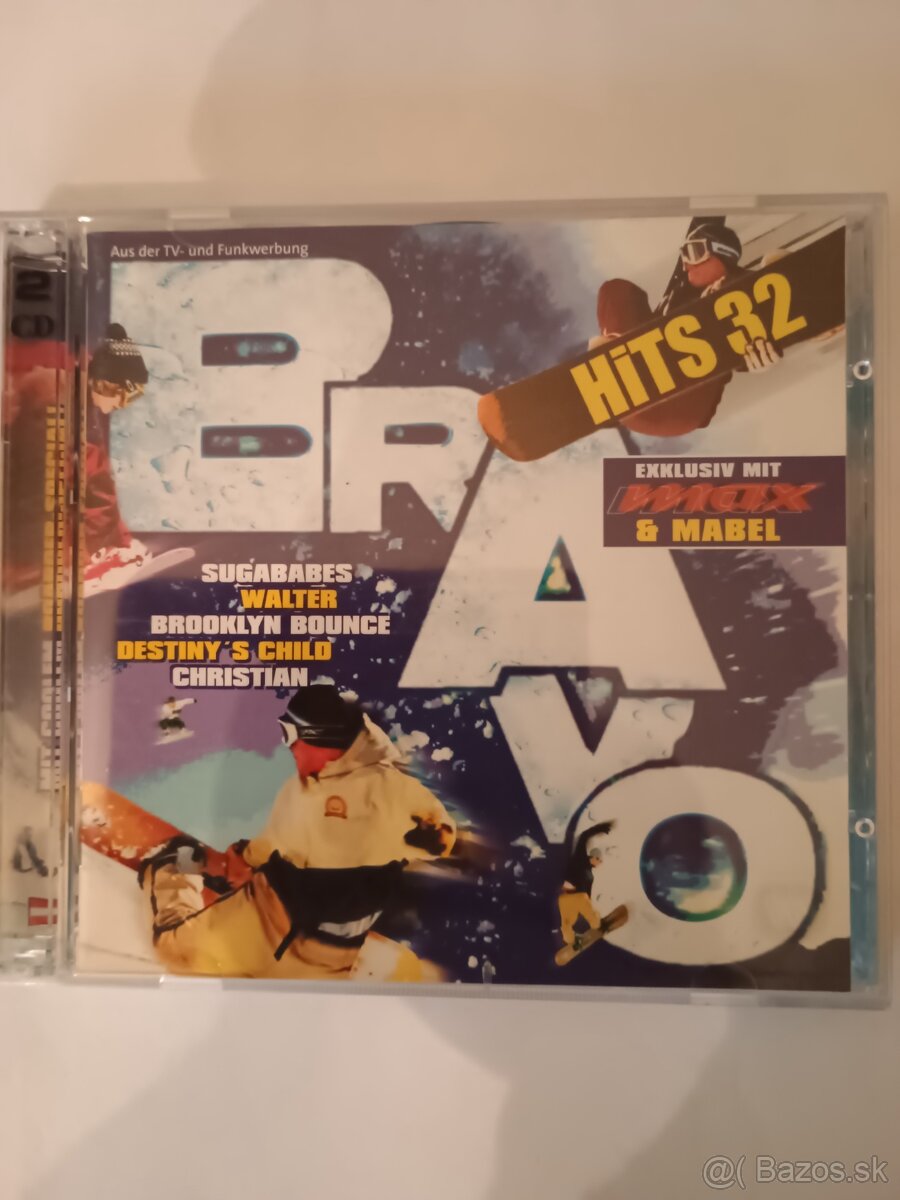 Aus der TV- und Funkwerbung
BrAVO
HiTS 32
EXKLUSIV MIT
max
& MABEL
SUGABABES
WALTER
BROOKLYN BOUNCE
DESTINY´S CHILD
CHRISTIAN
2
&
@( Bazos.sk